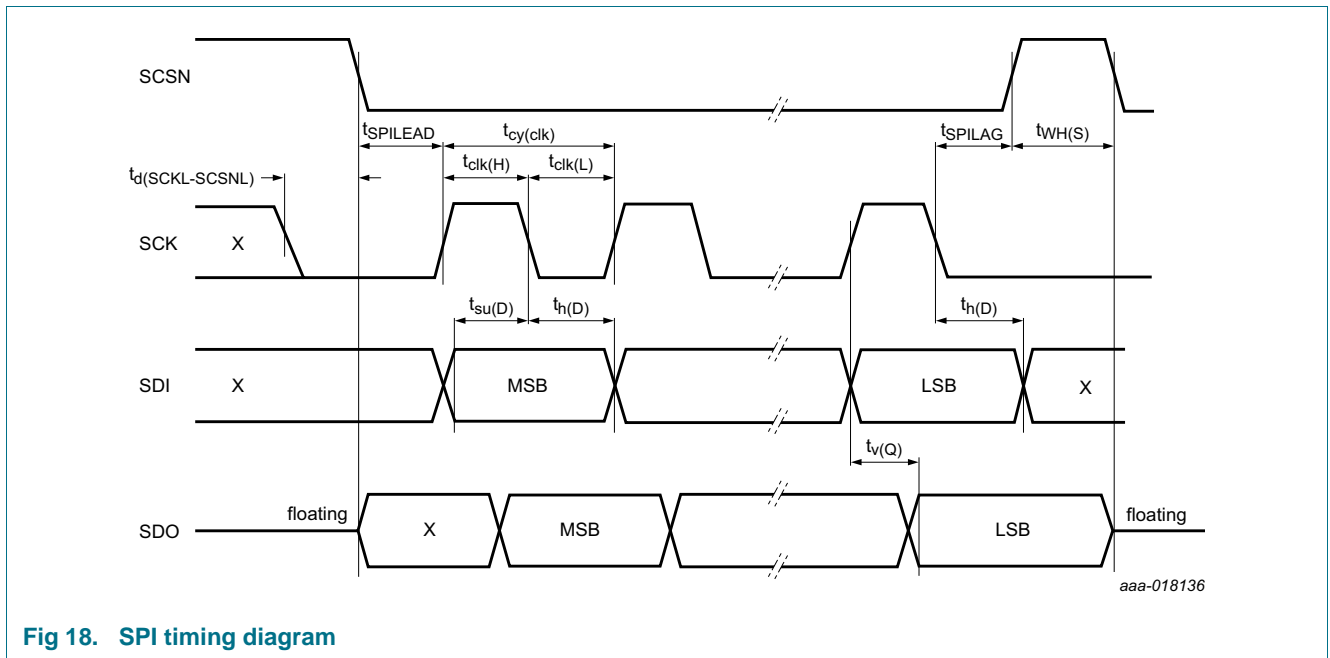 SCSN
tSPILEAD
tcy(clk)
tSPILAG
tWH(S)
td(SCKL-SCSNL)
tclk(H)
tclk(L)
SCK
X
tsu(D)
th(D)
th(D)
SDI
X
MSB
LSB
X
tv(Q)
floating
floating
SDO
X
MSB
LSB
aaa-018136
Fig 18. SPI timing diagram